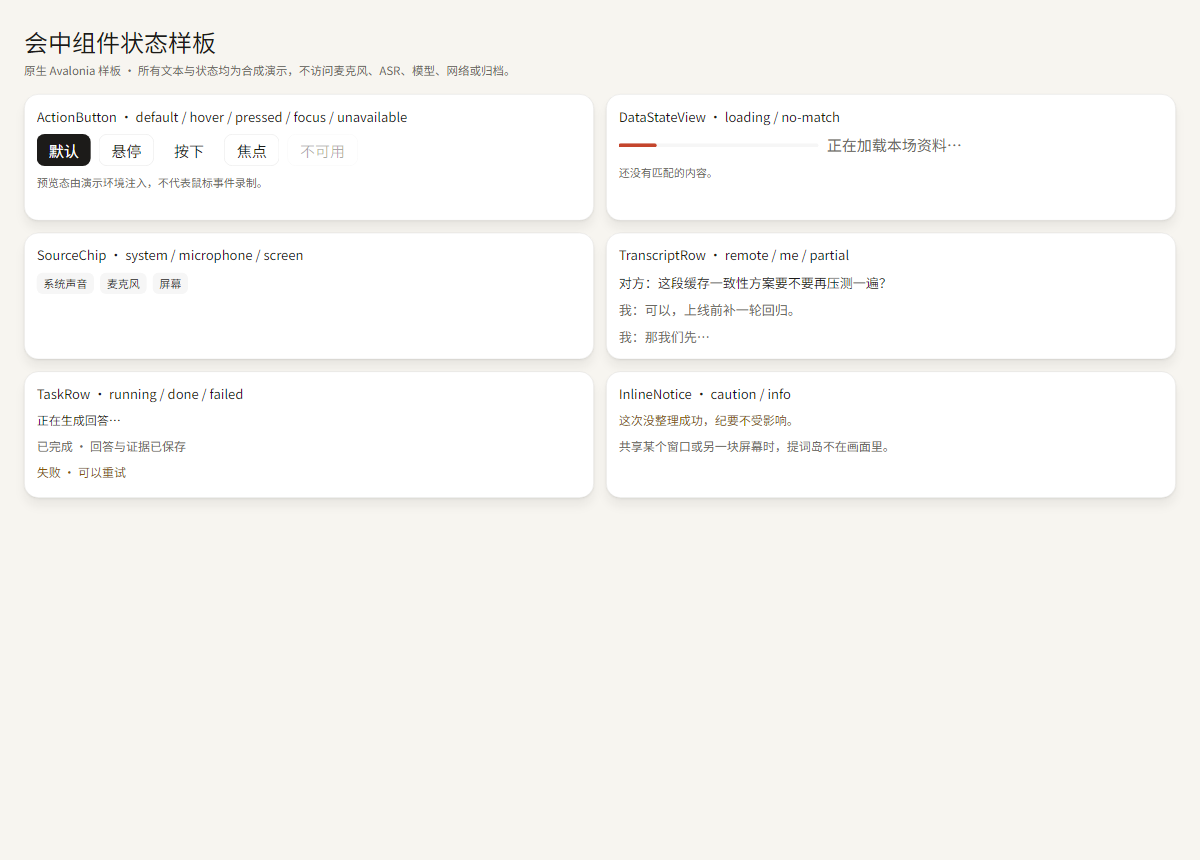 会中组件状态样板
原生 Avalonia 样板 · 所有文本与状态均为合成演示，不访问麦克风、ASR、模型、网络或归档。
ActionButton · default / hover / pressed / focus / unavailable
默认 悬停 按下 焦点 不可用
预览态由演示环境注入，不代表鼠标事件录制。
DataStateView · loading / no-match
正在加载本场资料…
还没有匹配的内容。
SourceChip · system / microphone / screen
系统声音 麦克风 屏幕
TranscriptRow · remote / me / partial
对方：这段缓存一致性方案要不要再压测一遍？
我：可以，上线前补一轮回归。
我：那我们先…
TaskRow · running / done / failed
正在生成回答…
已完成 · 回答与证据已保存
失败 · 可以重试
InlineNotice · caution / info
这次没整理成功，纪要不受影响。
共享某个窗口或另一块屏幕时，提词岛不在画面里。